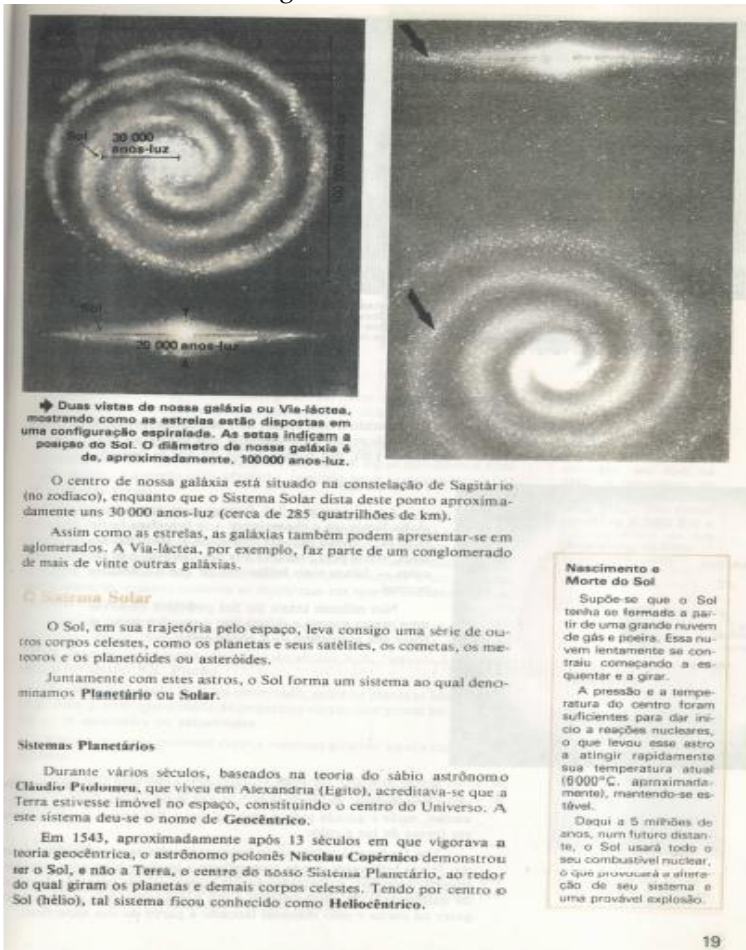 Sol
30 000
anos-luz
100 000 anos-luz
Sol
20 000 anos-luz
Duas vistas de nossa galáxia ou Via-láctea,
mostrando como as estrelas estão dispostas em
uma configuração espiralada. As setas indicam a
posição do Sol. O diâmetro de nossa galáxia é
de, aproximadamente, 100000 anos-luz.
O centro de nossa galáxia está situado na constelação de Sagitário
(no zodíaco), enquanto que o Sistema Solar dista deste ponto aproxima-
damente uns 30 000 anos-luz (cerca de 285 quatrilhões de km).
Assim como as estrelas, as galáxias também podem apresentar-se em
aglomerados. A Via-láctea, por exemplo, faz parte de um conglomerado
de mais de vinte outras galáxias.
O Sistema Solar
O Sol, em sua trajetória pelo espaço, leva consigo uma série de ou-
tros corpos celestes, como os planetas e seus satélites, os cometas, os me-
teoros e os planetóides ou asteróides.
Juntamente com estes astros, o Sol forma um sistema ao qual deno-
minamos Planetário ou Solar.
Sistemas Planetários
Durante vários séculos, baseados na teoria do sábio astrônomo
Cláudio Ptolomeu, que viveu em Alexandria (Egito), acreditava-se que a
Terra estivesse imóvel no espaço, constituindo o centro do Universo. A
este sistema deu-se o nome de Geocêntrico.
Em 1543, aproximadamente após 13 séculos em que vigorava a
teoria geocêntrica, o astrônomo polonês Nicolau Copérnico demonstrou
ser o Sol, e não a Terra, o centro do nosso Sistema Planetário, ao redor
do qual giram os planetas e demais corpos celestes. Tendo por centro o
Sol (hélio), tal sistema ficou conhecido como Heliocêntrico.
Nascimento e
Morte do Sol
Supõe-se que o Sol
tenha se formado a par-
tir de uma grande nuvem
de gás e poeira. Essa nu-
vem lentamente se con-
traiu começando a es-
quentar e a girar.
A pressão e a tempe-
ratura do centro foram
suficientes para dar iní-
cio a reações nucleares,
o que levou esse astro
a atingir rapidamente
sua temperatura atual
(6000°C, aproximada-
mente), mantendo-se es-
tável.
Daqui a 5 milhões de
anos, num futuro distan-
te, o Sol usará todo o
seu combustível nuclear,
o que provocará a altera-
ção de seu sistema e
uma provável explosão.
19